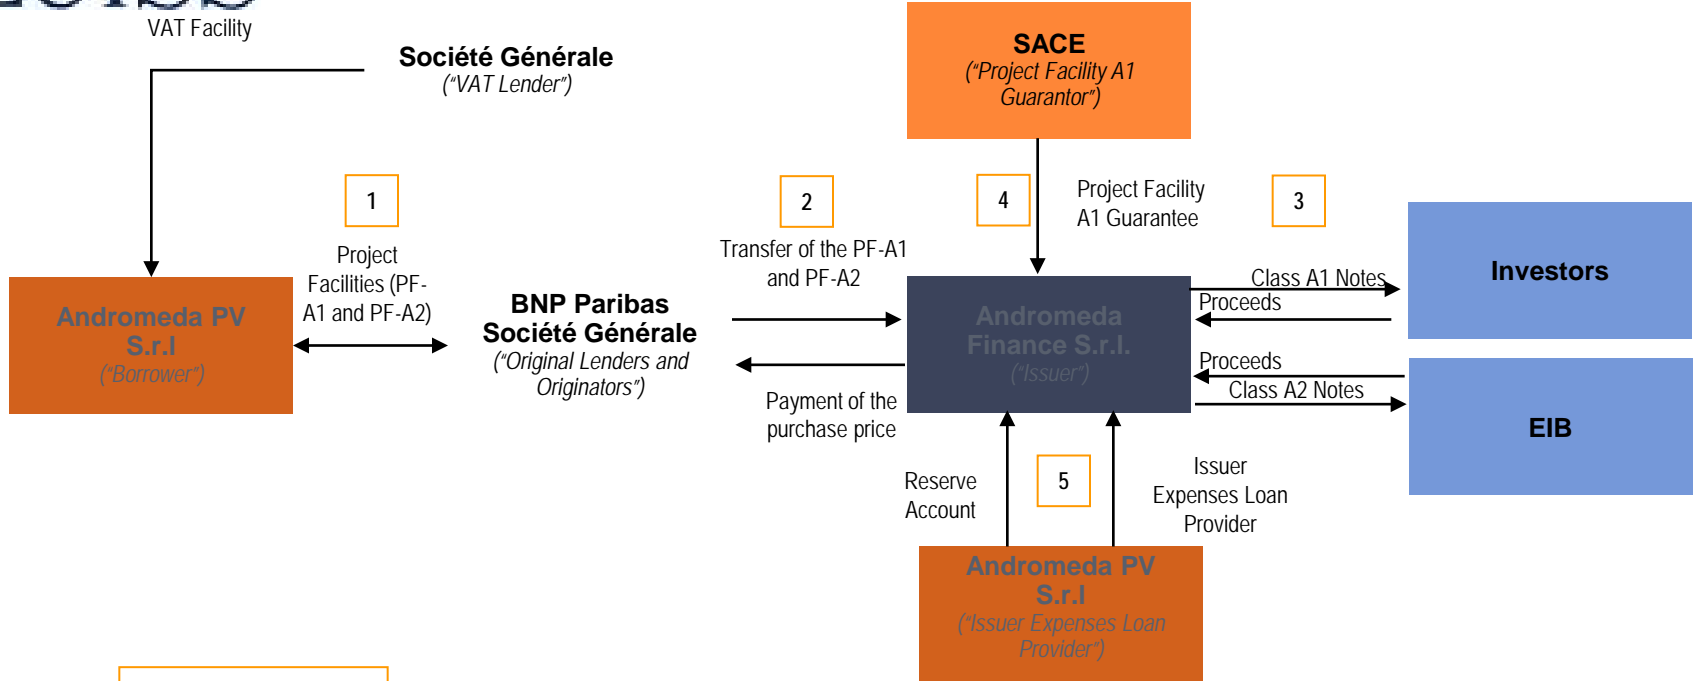 VAT Facility
Société Générale
("VAT Lender")
SACE
("Project Facility A1
Guarantor")
1
2
4
Project Facility
A1 Guarantee
3
Project
Facilities (PF-
A1 and PF-A2)
Transfer of the PF-A1
and PF-A2
Andromeda PV
S.r.l
("Borrower")
BNP Paribas
Société Générale
("Original Lenders and
Originators")
Andromeda
Finance S.r.l.
("Issuer")
Class A1 Notes
Proceeds
Investors
Proceeds
Class A2 Notes
EIB
Payment of the
purchase price
Reserve
Account
5
Issuer
Expenses Loan
Provider
Andromeda PV
S.r.l
("Issuer Expenses Loan
Provider")